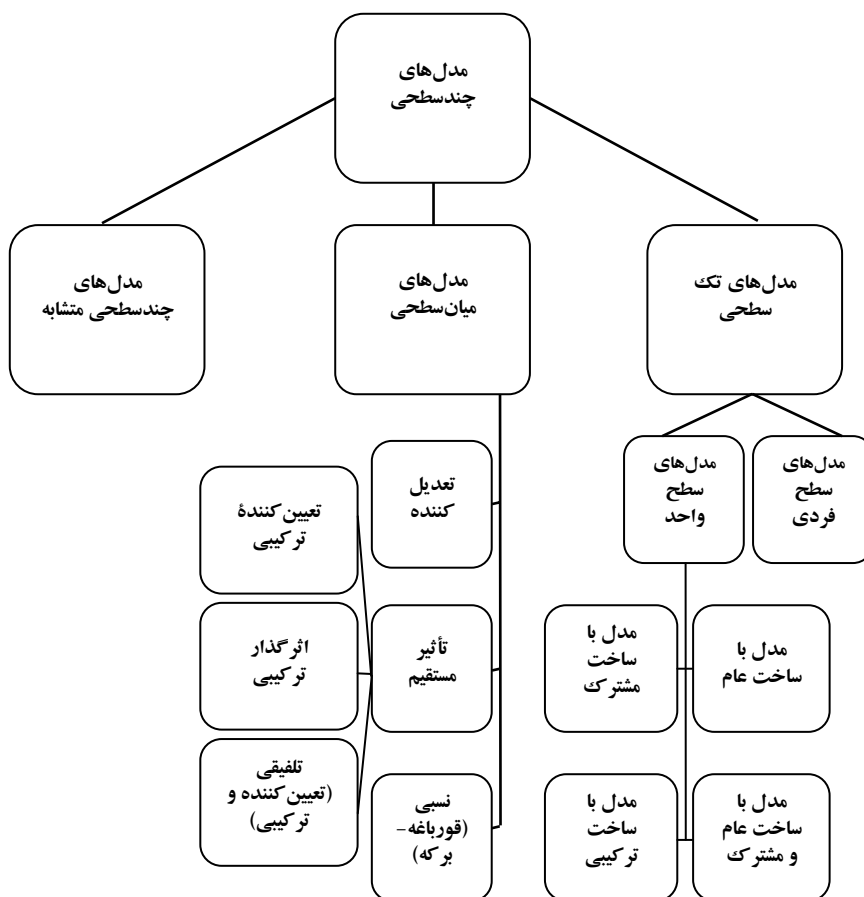 مدل‌های
چندسطحی
مدل‌های تک
سطحی
مدل‌های
میان‌سطحی
مدل‌های
چندسطحی متشابه
مدل‌های
سطح
فردی
مدل‌های
سطح
واحد
تعدیل
کننده
تعیین‌کنندهٔ
ترکیبی
مدل با
ساخت عام
مدل با
ساخت
مشترک
تأثیر
مستقیم
اثرگذار
ترکیبی
مدل با
ساخت عام
و مشترک
مدل با
ساخت
ترکیبی
نسبی
(قورباغه-
برکه)
تلفیقی
(تعیین‌کننده و
ترکیبی)